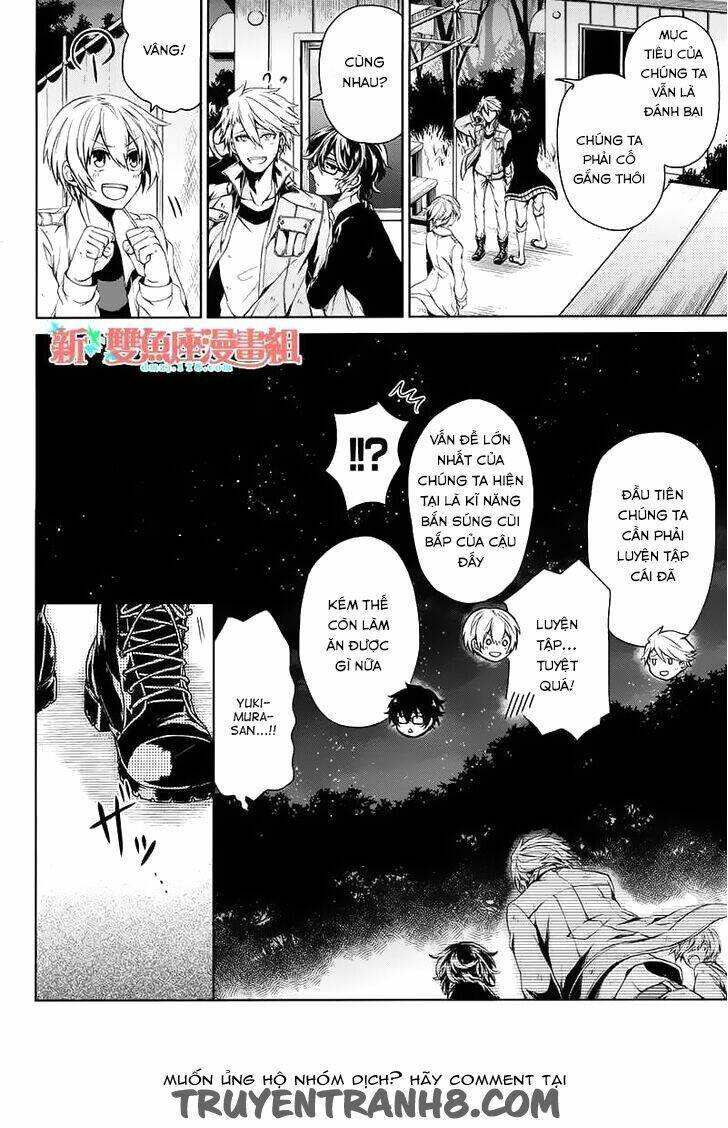 MỤC
TIÊU CỦA
CHÚNG TA
VẪN LÀ
ĐÁNH BẠI
CHÚNG TA
PHẢI CỐ
GẮNG THÔI
CÙNG
NHAU?
VÂNG!
新雙魚座漫畫組
dmxq.178.com
ĐẦU TIÊN
CHÚNG TA
CẦN PHẢI
LUYỆN TẬP
CÁI ĐÃ
LUYỆN
TẬP...
TUYỆT
QUÁ!
VẤN ĐỀ LỚN
NHẤT CỦA
CHÚNG TA HIỆN
TẠI LÀ KĨ NĂNG
BẮN SÚNG CÙI
BẮP CỦA CẬU
ĐẤY
!!?
KÉM THẾ
CÒN LÀM
ĂN ĐƯỢC
GÌ NỮA
YUKI-
MURA-
SAN...!!
MUỐN ỦNG HỘ NHÓM DỊCH? HÃY COMMENT TẠI
TRUYENTRANH8.COM